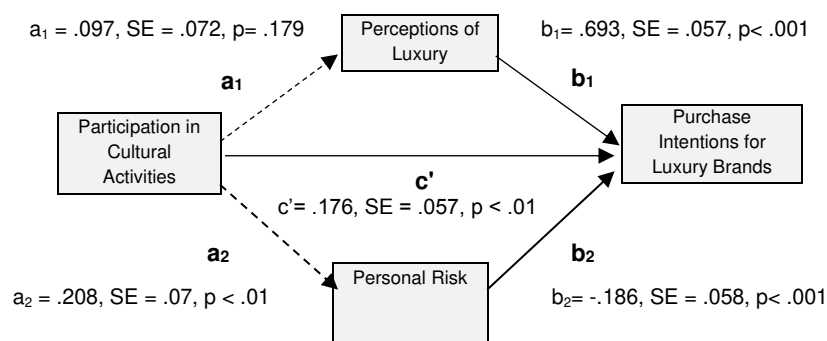 a₁ = .097, SE = .072, p= .179
Perceptions of
Luxury
b₁= .693, SE = .057, p< .001
a₁
b₁
Participation in
Cultural
Activities
Purchase
Intentions for
Luxury Brands
c'
c'= .176, SE = .057, p < .01
a₂
b₂
Personal Risk
a₂ = .208, SE = .07, p < .01
b₂= -.186, SE = .058, p< .001